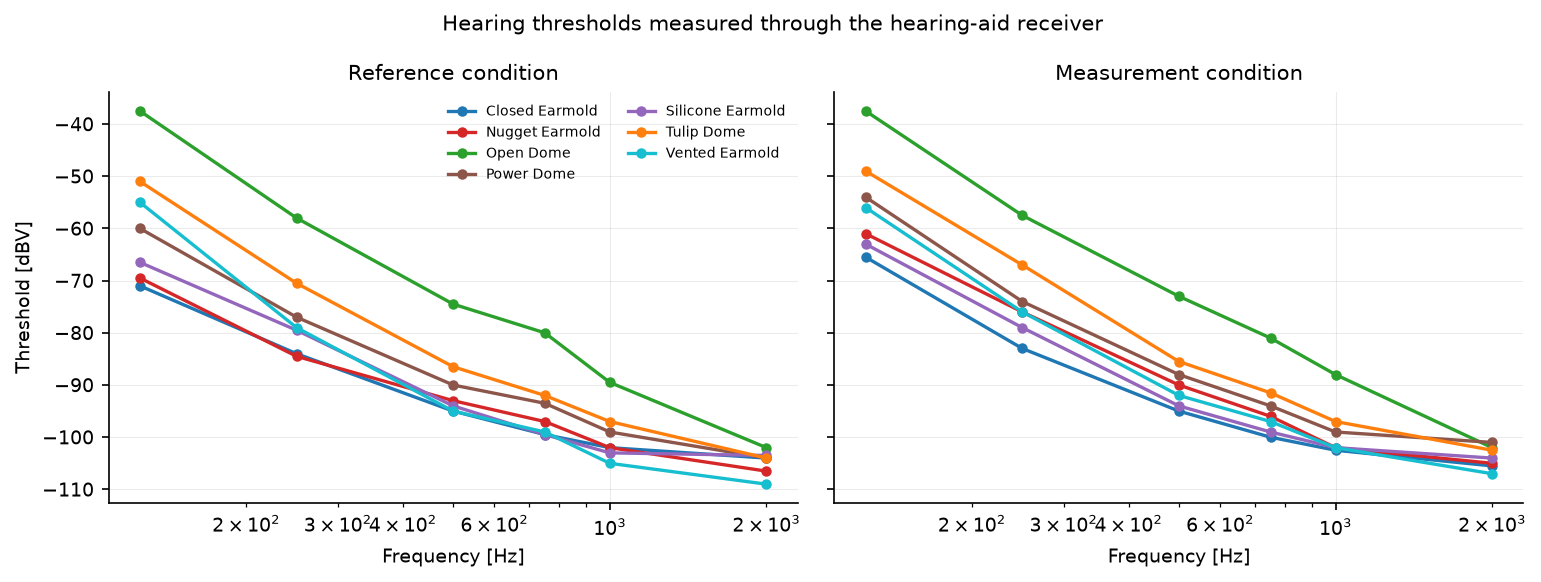 Hearing thresholds measured through the hearing-aid receiver
Reference condition
Measurement condition
Closed Earmold
Nugget Earmold
Open Dome
Power Dome
Silicone Earmold
Tulip Dome
Vented Earmold
Threshold [dBV]
−40
−50
−60
−70
−80
−90
−100
−110
2 × 10² 3 × 10² 4 × 10² 6 × 10² 10³ 2 × 10³
2 × 10² 3 × 10² 4 × 10² 6 × 10² 10³ 2 × 10³
Frequency [Hz]
Frequency [Hz]